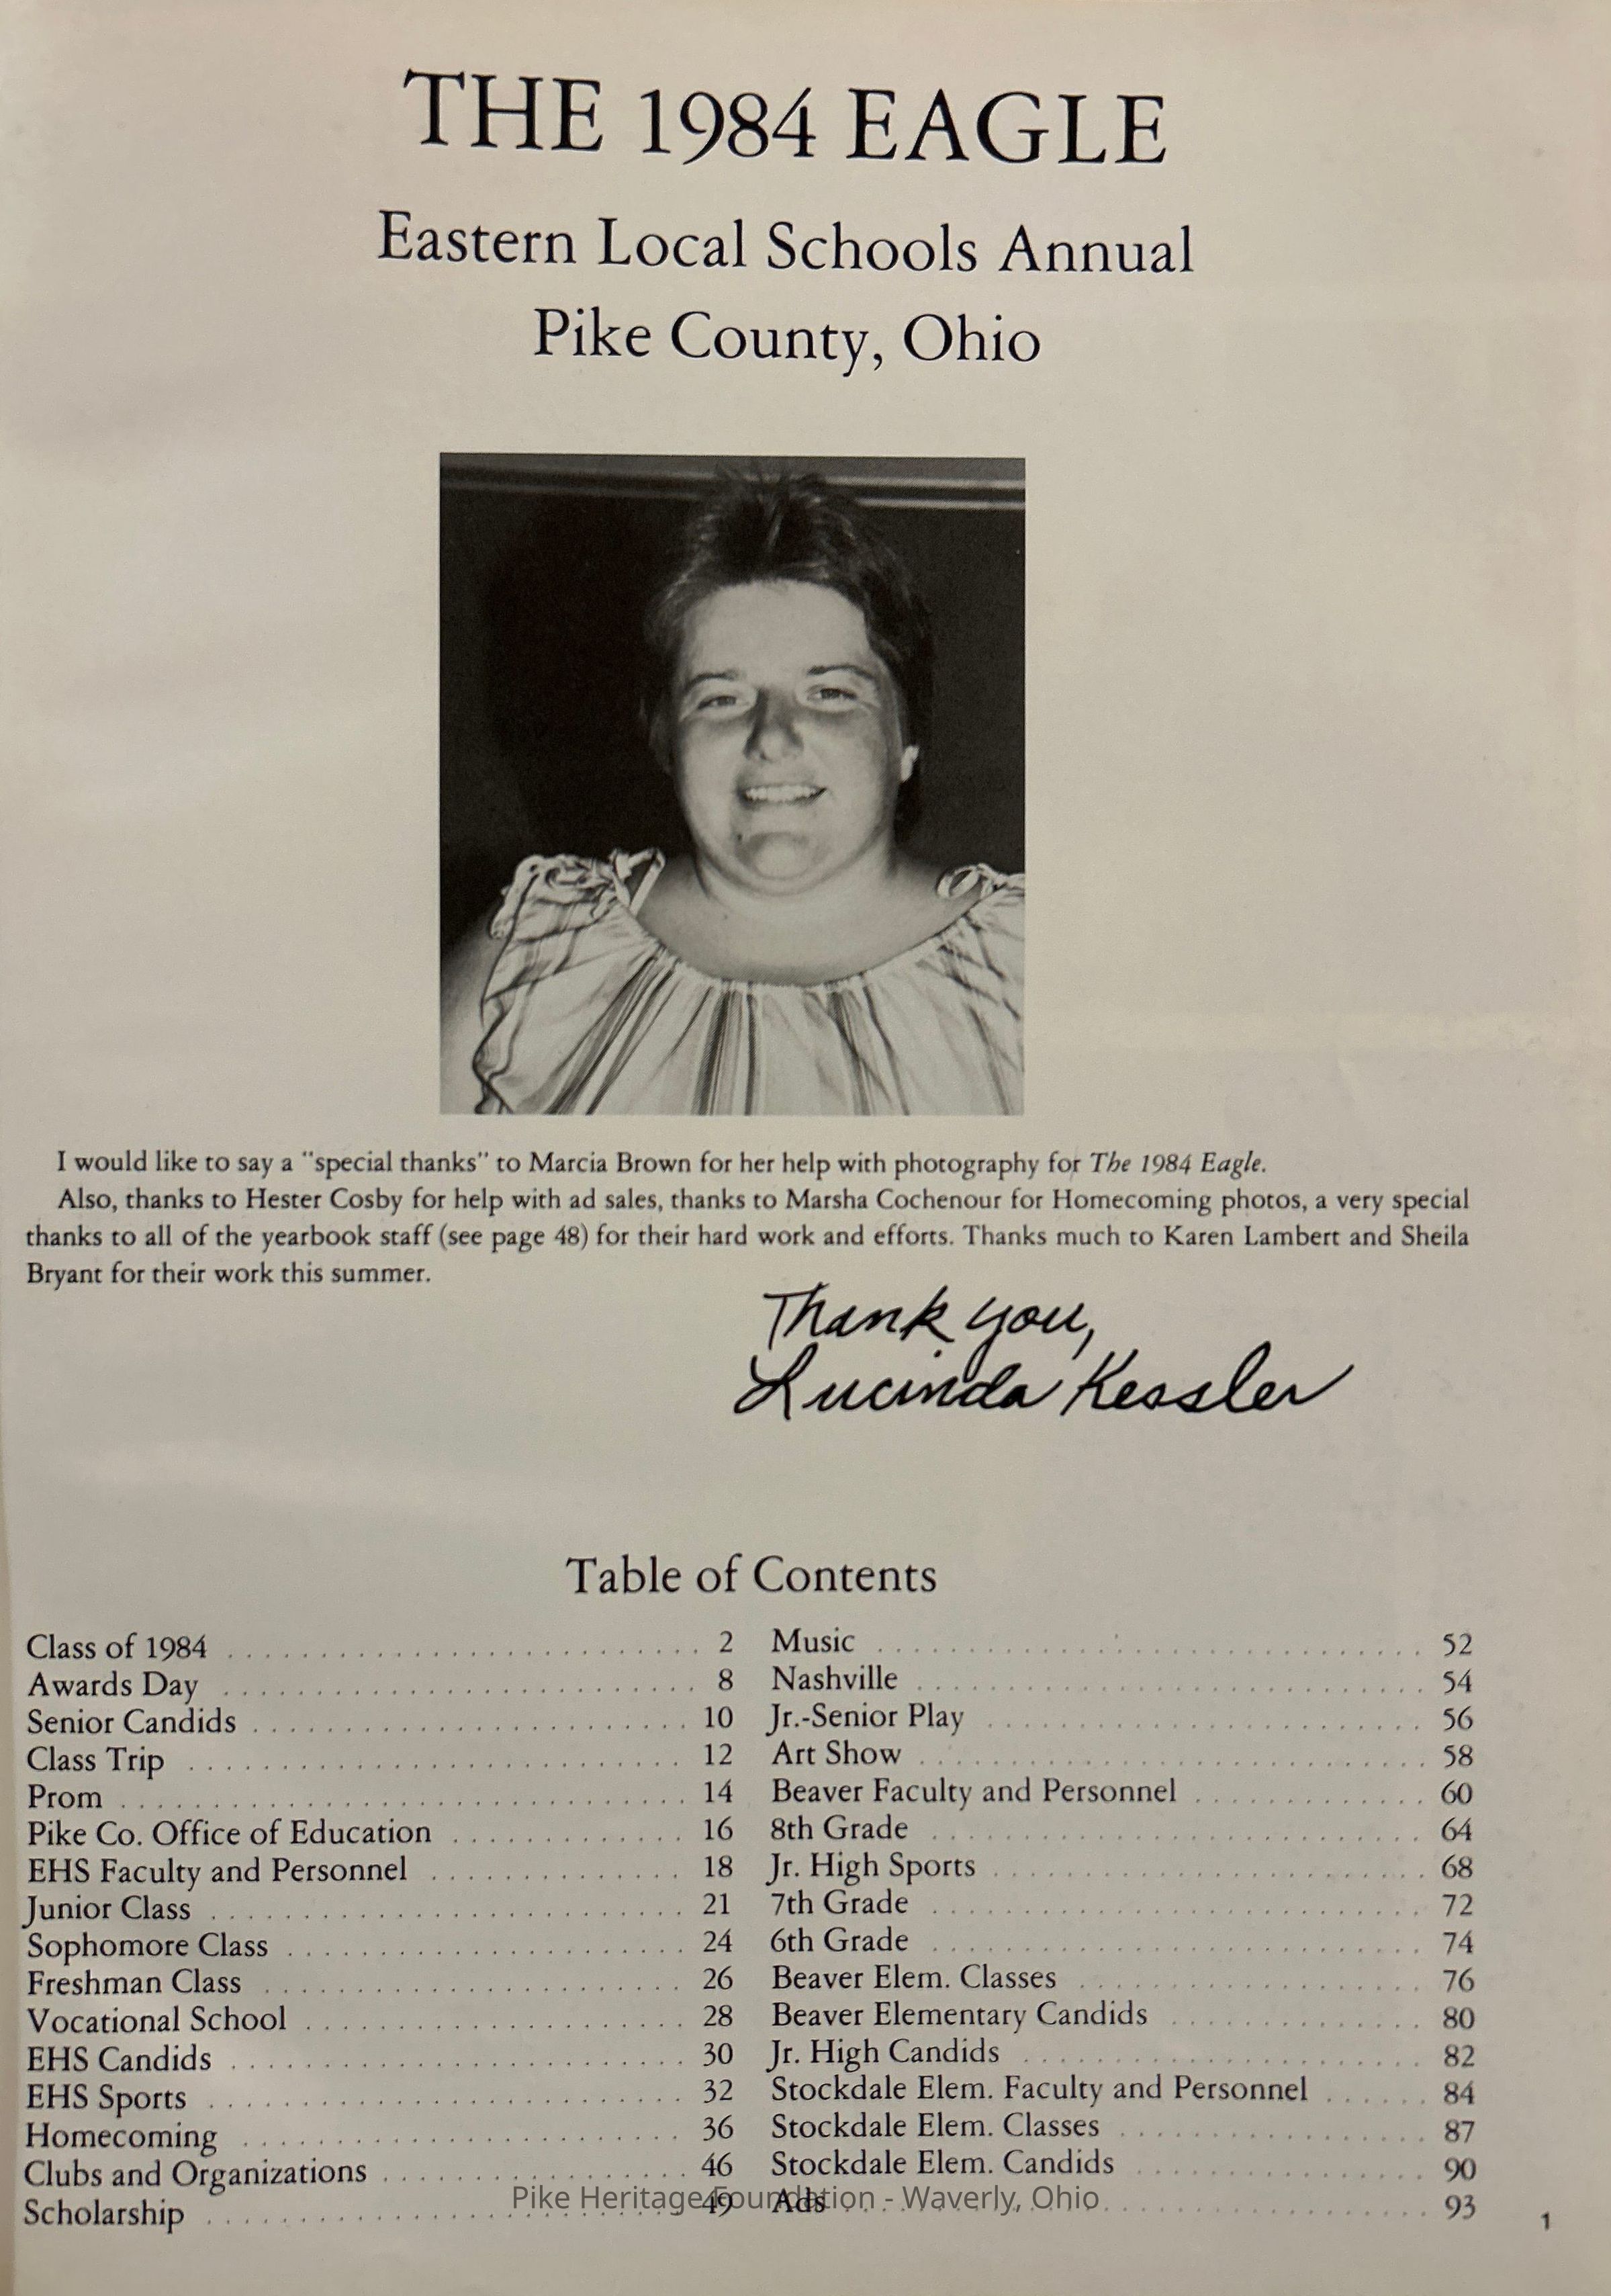 THE 1984 EAGLE
Eastern Local Schools Annual
Pike County, Ohio
I would like to say a "special thanks" to Marcia Brown for her help with photography for The 1984 Eagle.
Also, thanks to Hester Cosby for help with ad sales, thanks to Marsha Cochenour for Homecoming photos, a very special
thanks to all of the yearbook staff (see page 48) for their hard work and efforts. Thanks much to Karen Lambert and Sheila
Bryant for their work this summer.
Thank you,
Lucinda Kessler
Table of Contents
Class of 1984 2
Awards Day 8
Senior Candids 10
Class Trip 12
Prom 14
Pike Co. Office of Education 16
EHS Faculty and Personnel 18
Junior Class 21
Sophomore Class 24
Freshman Class 26
Vocational School 28
EHS Candids 30
EHS Sports 32
Homecoming 36
Clubs and Organizations 46
Scholarship 49
Music 52
Nashville 54
Jr.-Senior Play 56
Art Show 58
Beaver Faculty and Personnel 60
8th Grade 64
Jr. High Sports 68
7th Grade 72
6th Grade 74
Beaver Elem. Classes 76
Beaver Elementary Candids 80
Jr. High Candids 82
Stockdale Elem. Faculty and Personnel 84
Stockdale Elem. Classes 87
Stockdale Elem. Candids 90
Ads 93
Pike Heritage Foundation - Waverly, Ohio
1